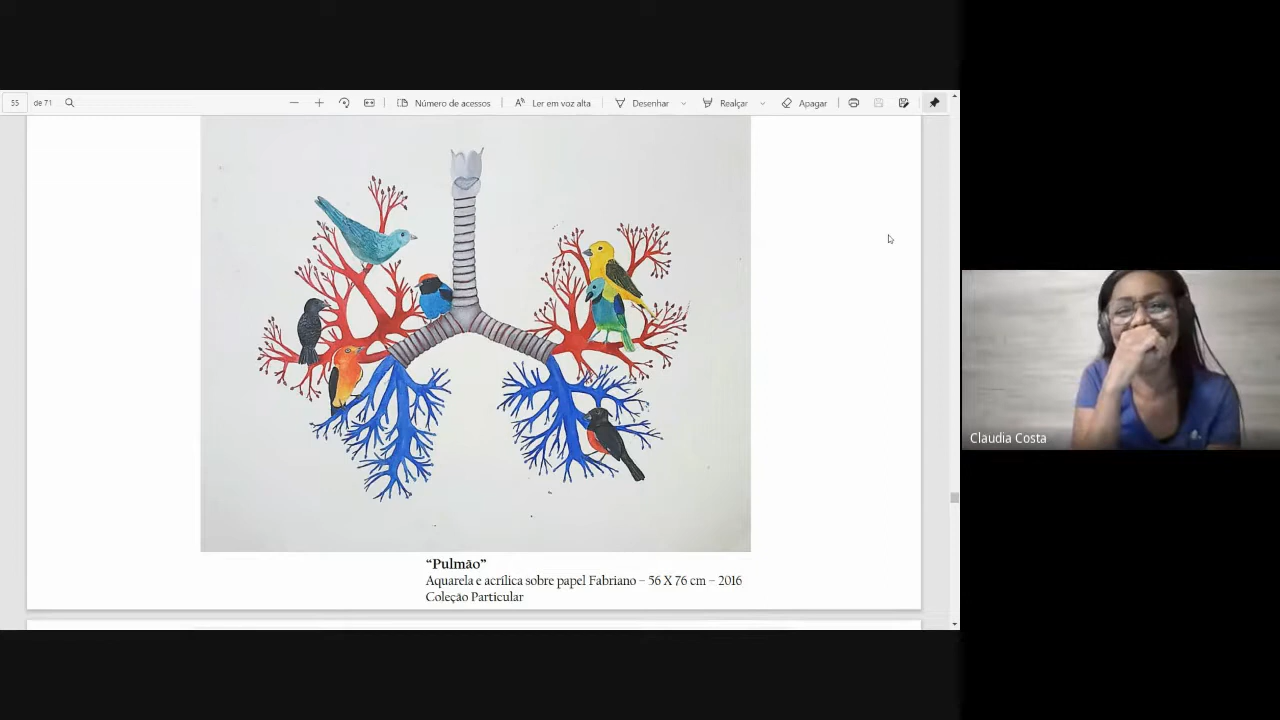 55 de 71
Número de acessos
Ler em voz alta
Desenhar
Realçar
Apagar
Claudia Costa
“Pulmão”
Aquarela e acrílica sobre papel Fabriano – 56 X 76 cm – 2016
Coleção Particular